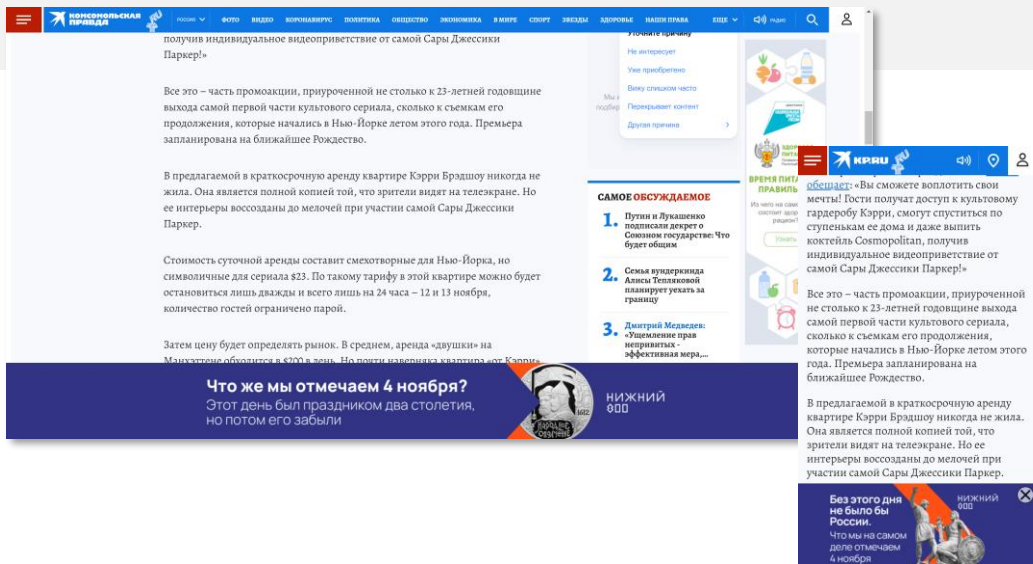 КОМСОМОЛЬСКАЯ
ПРАВДА
РОССИЯ
ФОТО ВИДЕО КОРОНАВИРУС ПОЛИТИКА ОБЩЕСТВО ЭКОНОМИКА В МИРЕ СПОРТ ЗВЕЗДЫ ЗДОРОВЬЕ НАШИ ПРАВА ЕЩЕ РАДИО
получив индивидуальное видеоприветствие от самой Сары Джессики
Паркер!»
Все это – часть промоакции, приуроченной не столько к 23-летней годовщине
выхода самой первой части культового сериала, сколько к съемкам его
продолжения, которые начались в Нью-Йорке летом этого года. Премьера
запланирована на ближайшее Рождество.
В предлагаемой в краткосрочную аренду квартире Кэрри Брэдшоу никогда не
жила. Она является полной копией той, что зрители видят на телеэкране. Но
ее интерьеры воссозданы до мелочей при участии самой Сары Джессики
Паркер.
Стоимость суточной аренды составит смехотворные для Нью-Йорка, но
символичные для сериала $23. По такому тарифу в этой квартире можно будет
остановиться лишь дважды и всего лишь на 24 часа – 12 и 13 ноября,
количество гостей ограничено парой.
Затем цену будет определять рынок. В среднем, аренда «двушки» на
Манхэттене обходится в $200 в день. Но почти наверняка квартира «от Кэрри»
Уточните причину
Не интересует
Уже приобретено
Вижу слишком часто
Перекрывает контент
Другая причина
САМОЕ ОБСУЖДАЕМОЕ
1. Путин и Лукашенко
подписали декрет о
Союзном государстве: Что
будет общим
2. Семья вундеркинда
Алисы Тепляковой
планирует уехать за
границу
3. Дмитрий Медведев:
«Ущемление прав
непривитых -
эффективная мера,...
ВРЕМЯ
Что же мы отмечаем 4 ноября?
Этот день был праздником два столетия,
но потом его забыли
1612
НИЖНИЙ
800
KP.RU
обещает: «Вы сможете воплотить свои
мечты! Гости получат доступ к культовому
гардеробу Кэрри, смогут спуститься по
ступенькам ее дома и даже выпить
коктейль Cosmopolitan, получив
индивидуальное видеоприветствие от
самой Сары Джессики Паркер!»
Все это – часть промоакции, приуроченной
не столько к 23-летней годовщине выхода
самой первой части культового сериала,
сколько к съемкам его продолжения,
которые начались в Нью-Йорке летом этого
года. Премьера запланирована на
ближайшее Рождество.
В предлагаемой в краткосрочную аренду
квартире Кэрри Брэдшоу никогда не жила.
Она является полной копией той, что
зрители видят на телеэкране. Но ее
интерьеры воссозданы до мелочей при
участии самой Сары Джессики Паркер.
Без этого дня
не было бы
России.
Что мы на самом
деле отмечаем
4 ноября
НИЖНИЙ
800